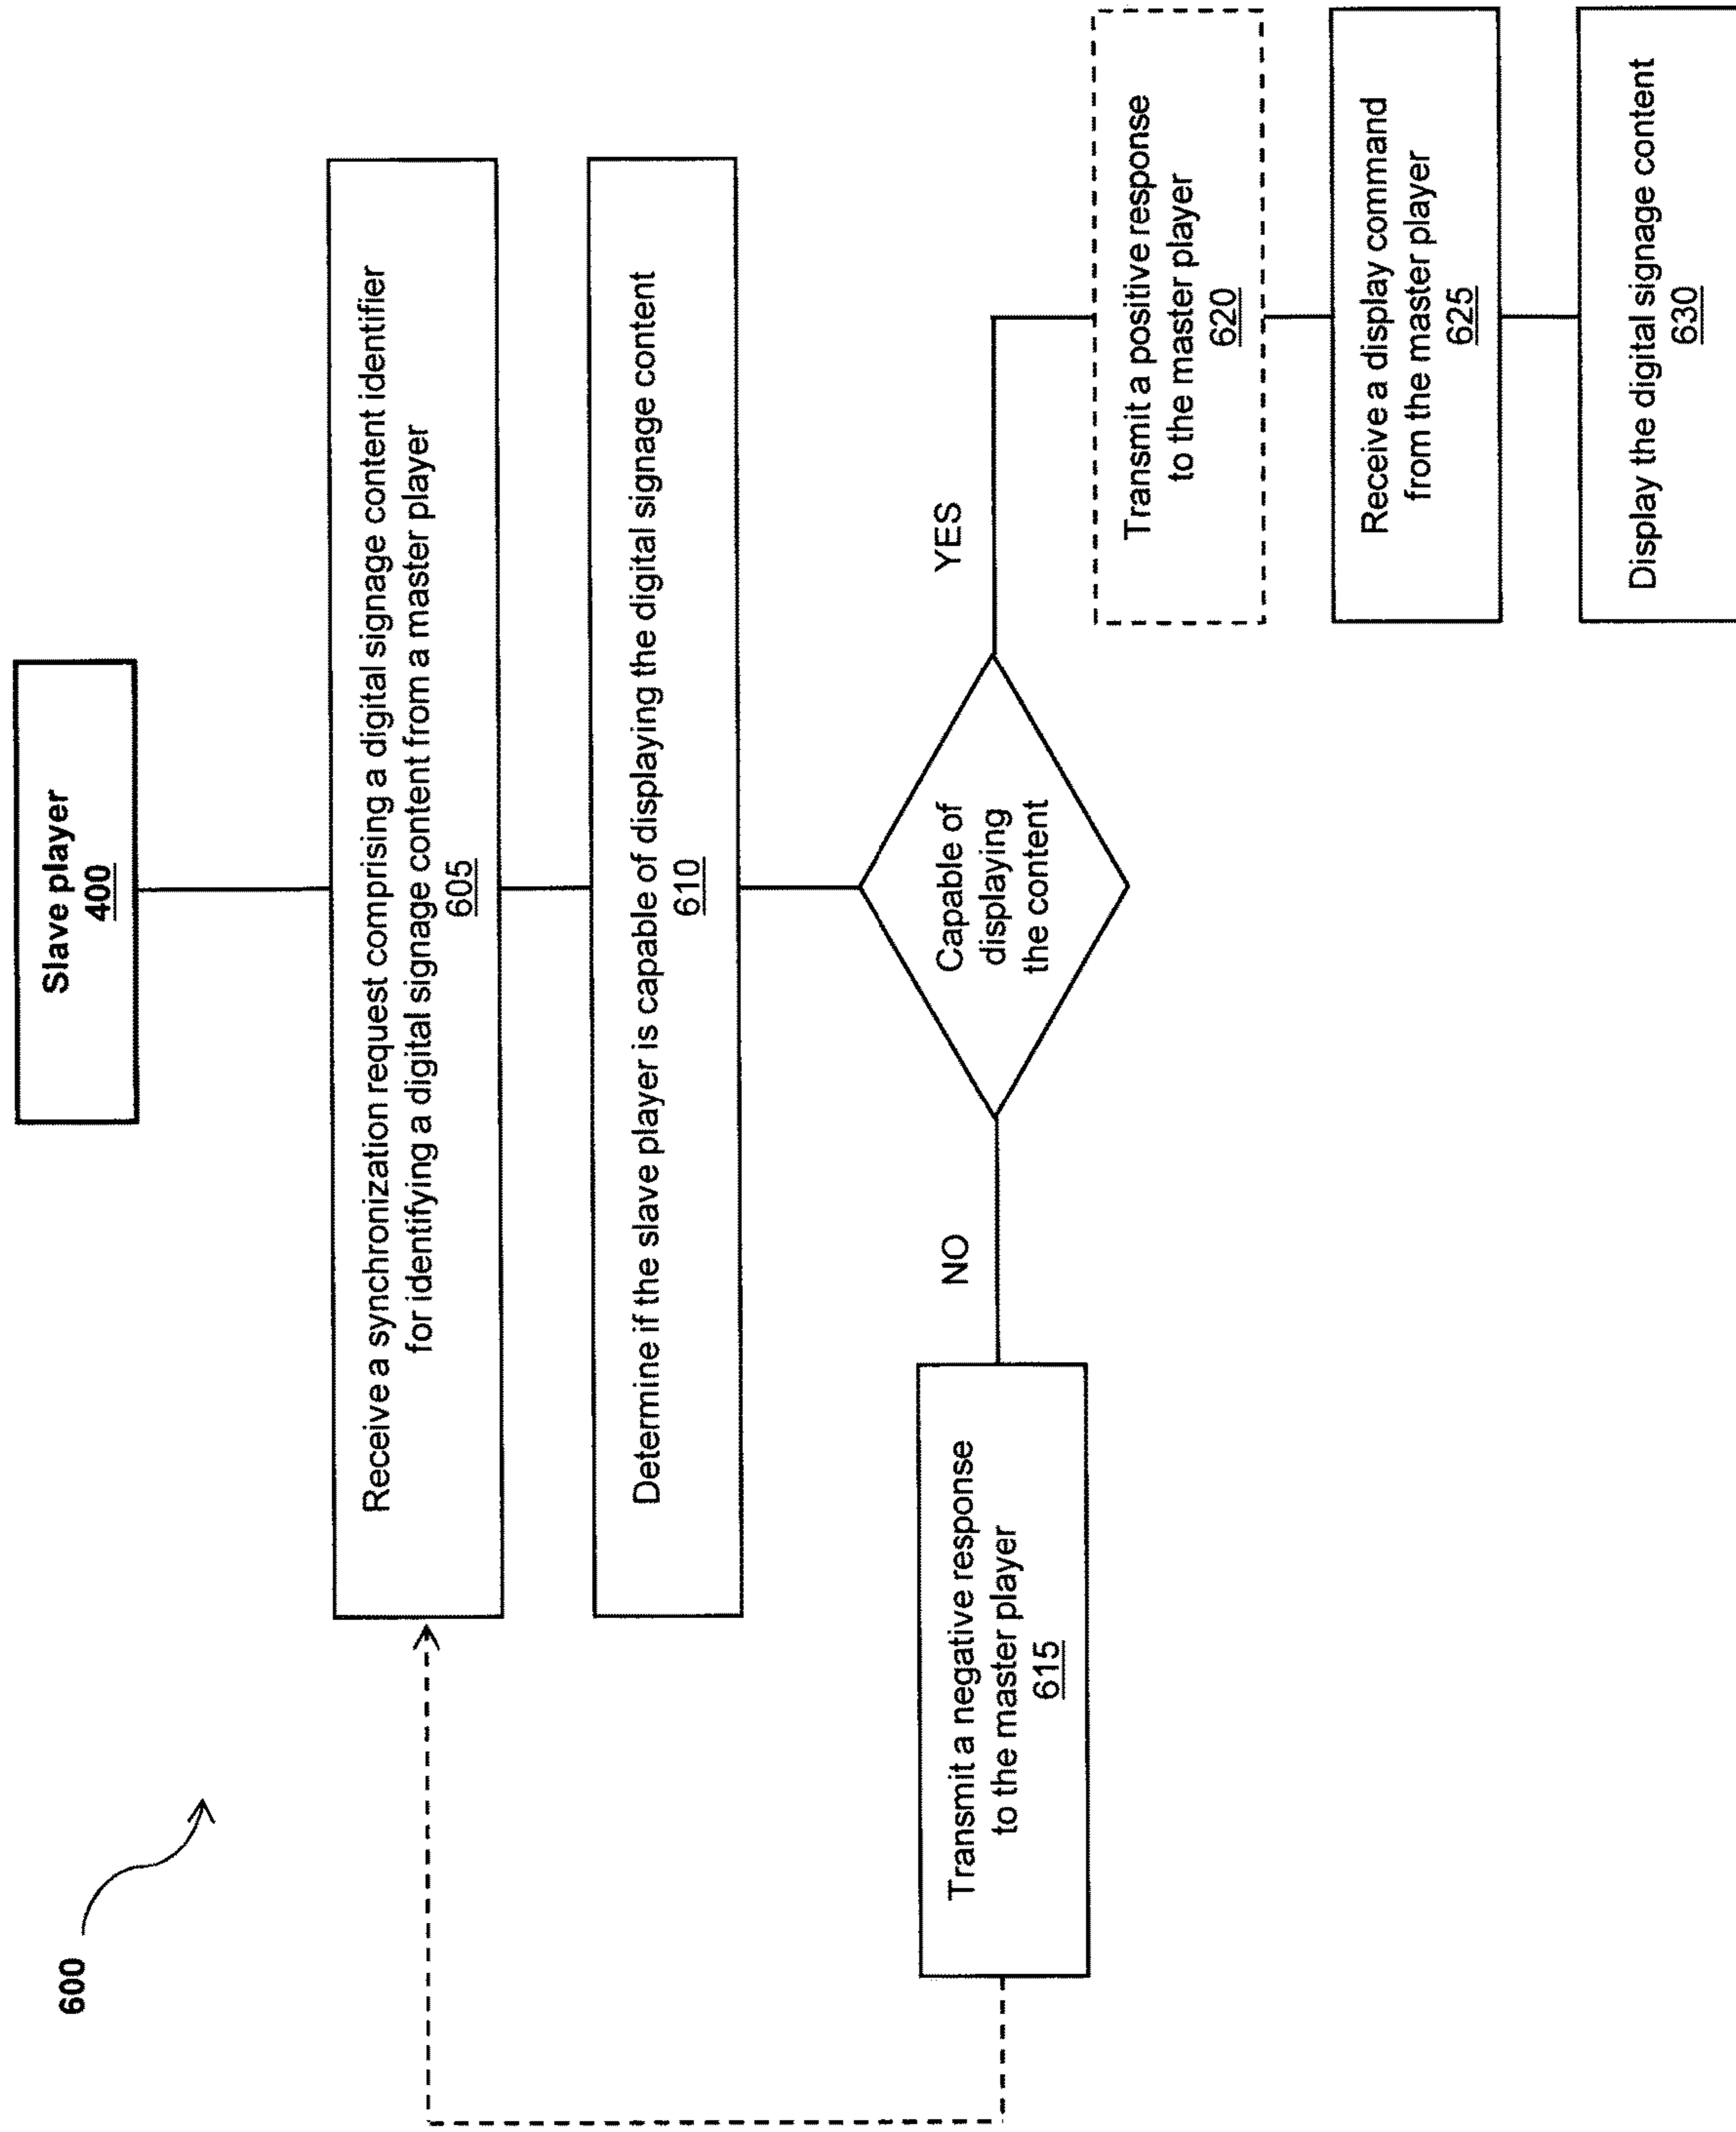 600
Slave player
400
Receive a synchronization request comprising a digital signage content identifier
for identifying a digital signage content from a master player
605
Determine if the slave player is capable of displaying the digital signage content
610
Capable of
displaying
the content
NO
YES
Transmit a negative response
to the master player
615
Transmit a positive response
to the master player
620
Receive a display command
from the master player
625
Display the digital signage content
630